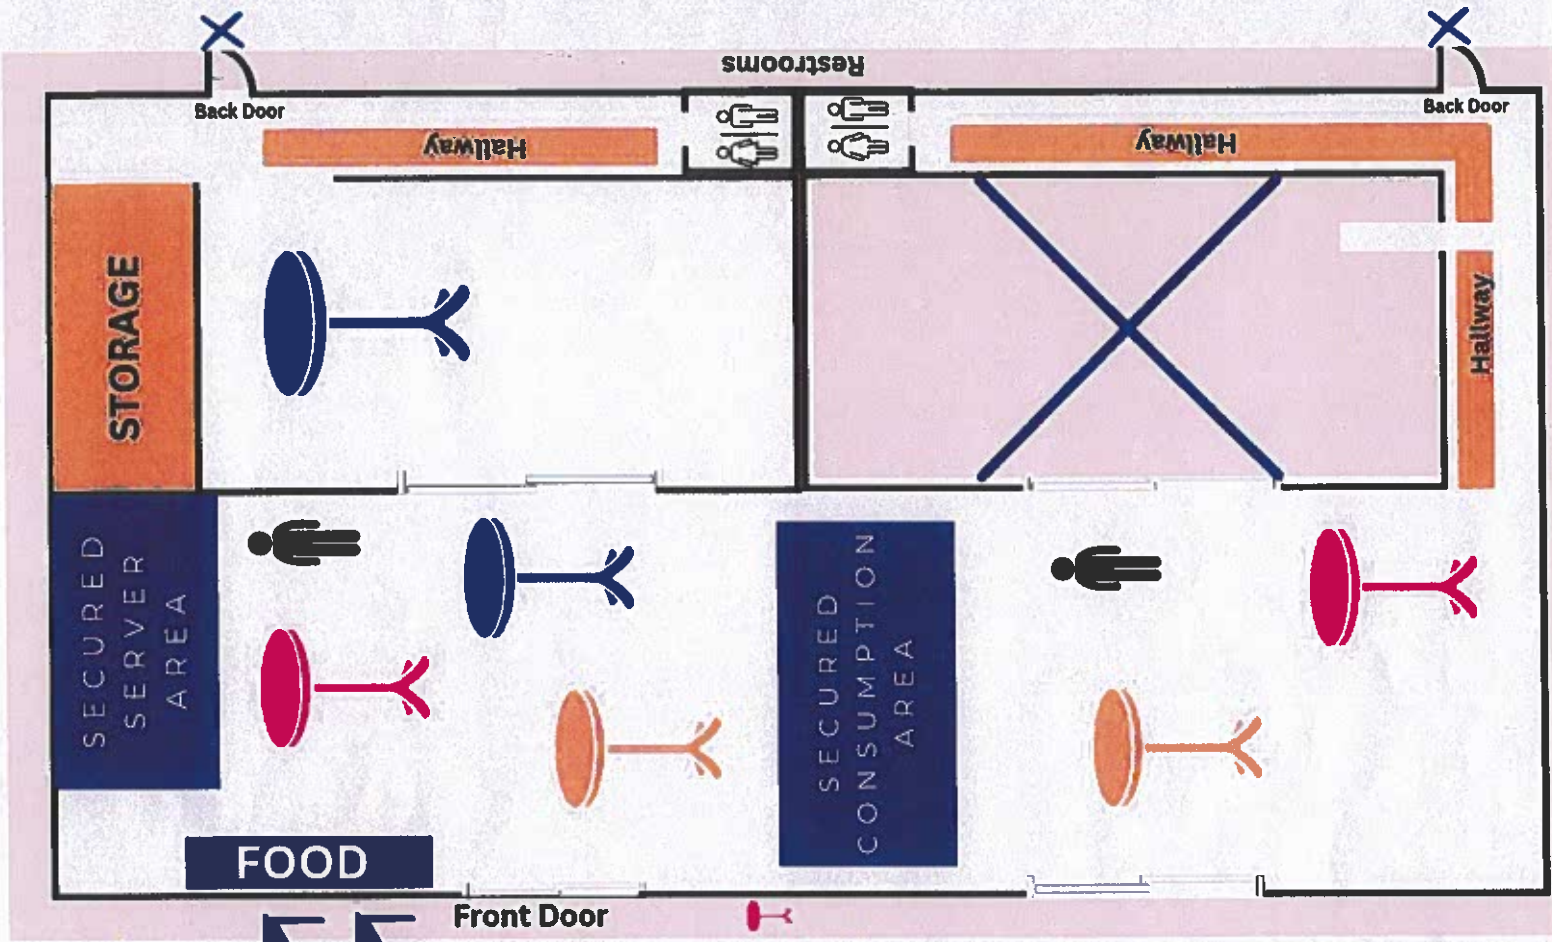 Restrooms
Back Door
Back Door
Hallway
Hallway
STORAGE
Hallway
SECURED
SERVER
AREA
SECURED
CONSUMPTION
AREA
FOOD
Front Door